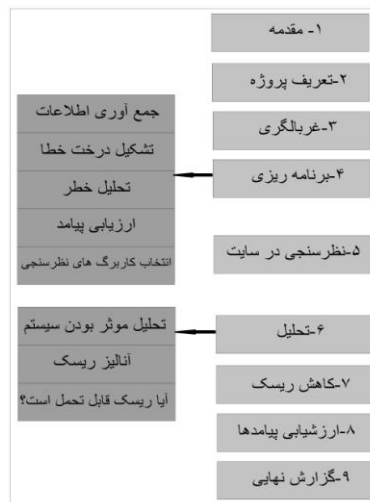 ۱- مقدمه
۲-تعریف پروژه
۳-غربالگری
۴-برنامه ریزی
جمع آوری اطلاعات
تشکیل درخت خطا
تحلیل خطر
ارزیابی پیامد
انتخاب کاربرگ های نظرسنجی
۵-نظرسنجی در سایت
۶-تحلیل
تحلیل موثر بودن سیستم
آنالیز ریسک
آیا ریسک قابل تحمل است؟
۷-کاهش ریسک
۸-ارزشیابی پیامدها
۹-گزارش نهایی